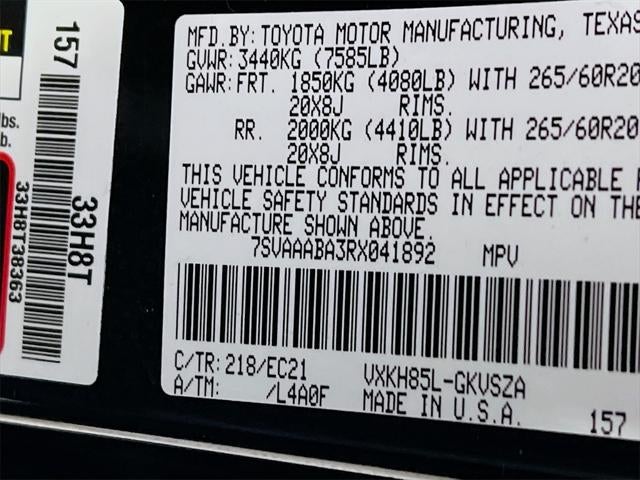 MFD.BY: TOYOTA MOTOR MANUFACTURING, TEXAS
GVWR: 3440KG (7585LB)
GAWR: FRT. 1850KG (4080LB) WITH 265/60R20
20X8J RIMS.
RR. 2000KG (4410LB) WITH 265/60R20
20X8J RIMS.
THIS VEHICLE CONFORMS TO ALL APPLICABLE
VEHICLE SAFETY STANDARDS IN EFFECT ON THE
MANUFACTURE SHOWN ABOVE.
7SVAAABA3RX041892 MPV
C/TR: 218/EC21 VXKH85L-GKVSZA
A/TM: /L4A0F MADE IN U.S.A. 157
157
33H8T
33H8T38363
lbs.
b.